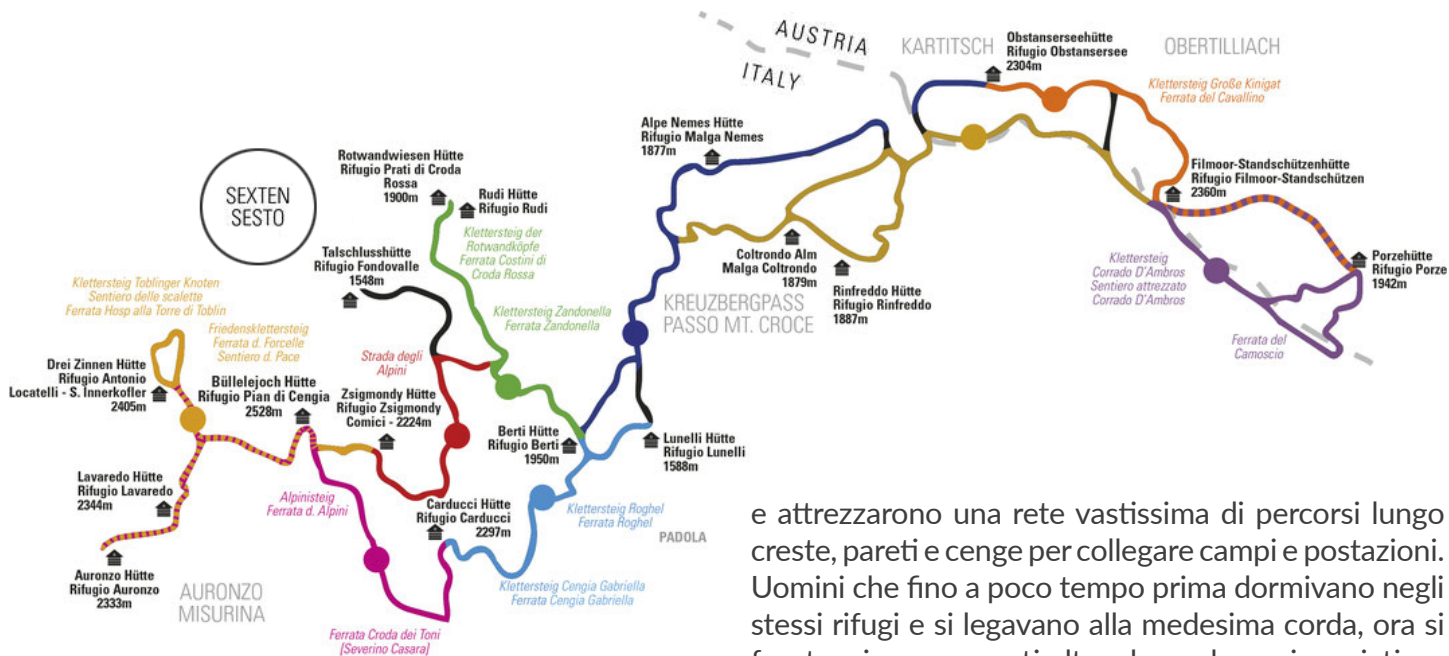 AUSTRIA
ITALY
KARTITSCH
Obstanserseehütte
Rifugio Obstansersee
2304m
OBERTILLIACH
Klettersteig Große Kinigat
Ferrata del Cavallino
Alpe Nemes Hütte
Rifugio Malga Nemes
1877m
Rotwandwiesen Hütte
Rifugio Prati di Croda
Rossa
1900m
SEXTEN
SESTO
Rudi Hütte
Rifugio Rudi
Filmoor-Standschützenhütte
Rifugio Filmoor-Standschützen
2360m
Klettersteig der
Rotwandköpfe
Ferrata Costini di
Croda Rossa
Talschlusshütte
Rifugio Fondovalle
1548m
Coltrondo Alm
Malga Coltrondo
1879m
Klettersteig
Corrado D'Ambros
Sentiero attrezzato
Corrado D'Ambros
Porzehütte
Rifugio Porze
1942m
Klettersteig Toblinger Knoten
Sentiero delle scalette
Ferrata Hosp alla Torre di Toblin
Rinfreddo Hütte
Rifugio Rinfreddo
1887m
KREUZBERGPASS
PASSO MT. CROCE
Klettersteig Zandonella
Ferrata Zandonella
Friedensklettersteig
Ferrata d. Forcelle
Sentiero d. Pace
Ferrata del
Camoscio
Strada degli
Alpini
Drei Zinnen Hütte
Rifugio Antonio
Locatelli - S. Innerkofler
2405m
Büllelejoch Hütte
Rifugio Pian di Cengia
2528m
Zsigmondy Hütte
Rifugio Zsigmondy
Comici - 2224m
Berti Hütte
Rifugio Berti
1950m
Lunelli Hütte
Rifugio Lunelli
1588m
Lavaredo Hütte
Rifugio Lavaredo
2344m
Alpinisteig
Ferrata d. Alpini
Carducci Hütte
Rifugio Carducci
2297m
Klettersteig Roghel
Ferrata Roghel
PADOLA
Auronzo Hütte
Rifugio Auronzo
2333m
AURONZO
MISURINA
Klettersteig Cengia Gabriella
Ferrata Cengia Gabriella
Ferrata Croda dei Toni
[Severino Casara]
e attrezzarono una rete vastissima di percorsi lungo
creste, pareti e cenge per collegare campi e postazioni.
Uomini che fino a poco tempo prima dormivano negli
stessi rifugi e si legavano alla medesima corda, ora si